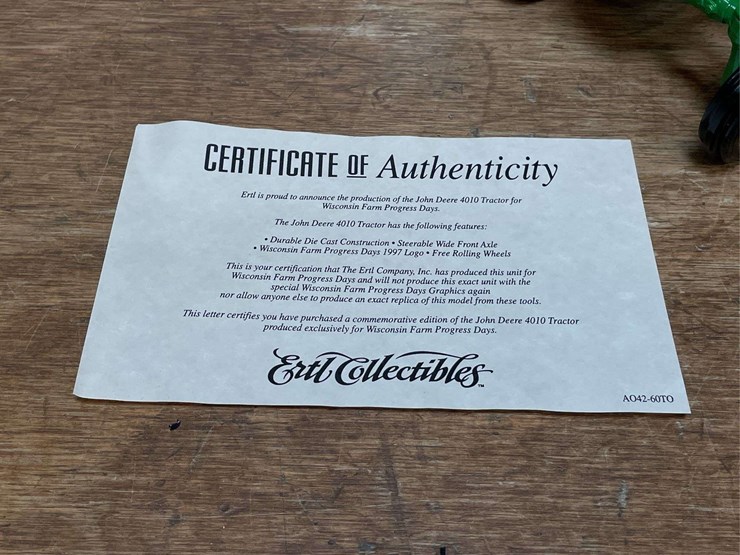 CERTIFICATE OF Authenticity
Ertl is proud to announce the production of the John Deere 4010 Tractor for
Wisconsin Farm Progress Days.
The John Deere 4010 Tractor has the following features:
• Durable Die Cast Construction • Steerable Wide Front Axle
• Wisconsin Farm Progress Days 1997 Logo • Free Rolling Wheels
This is your certification that The Ertl Company, Inc. has produced this unit for
Wisconsin Farm Progress Days and will not produce this exact unit with the
special Wisconsin Farm Progress Days Graphics again
nor allow anyone else to produce an exact replica of this model from these tools.
This letter certifies you have purchased a commemorative edition of the John Deere 4010 Tractor
produced exclusively for Wisconsin Farm Progress Days.
Ertl Collectibles™
AO42-60TO